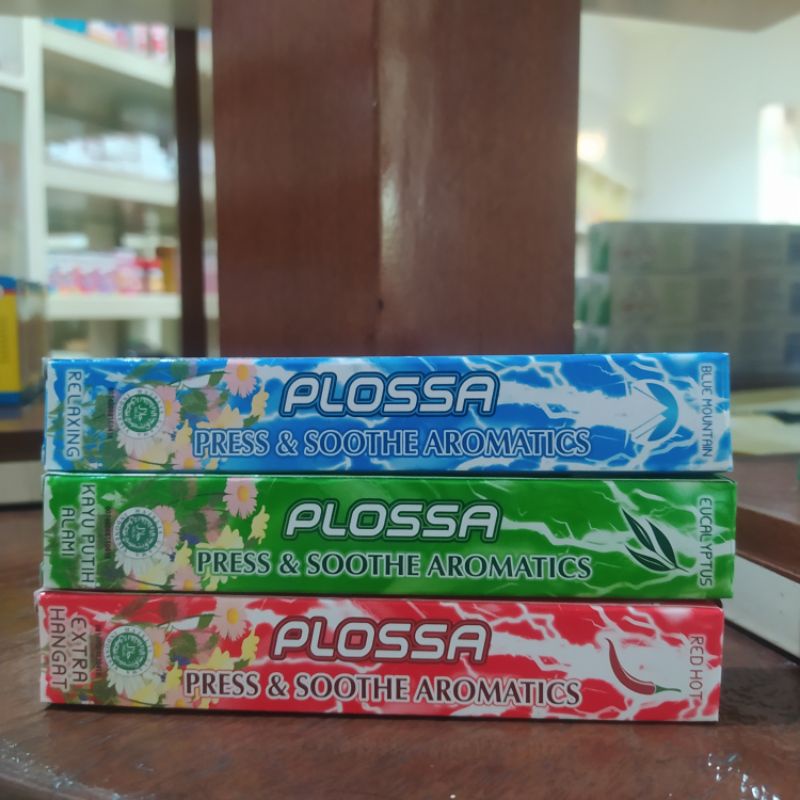 RELAXING
PLOSSA
PRESS & SOOTHE AROMATICS
BLUE MOUNTAIN
KAYU PUTIH
ALAMI
PLOSSA
PRESS & SOOTHE AROMATICS
EUCALYPTUS
EXTRA
HANGAT
PLOSSA
PRESS & SOOTHE AROMATICS
RED HOT